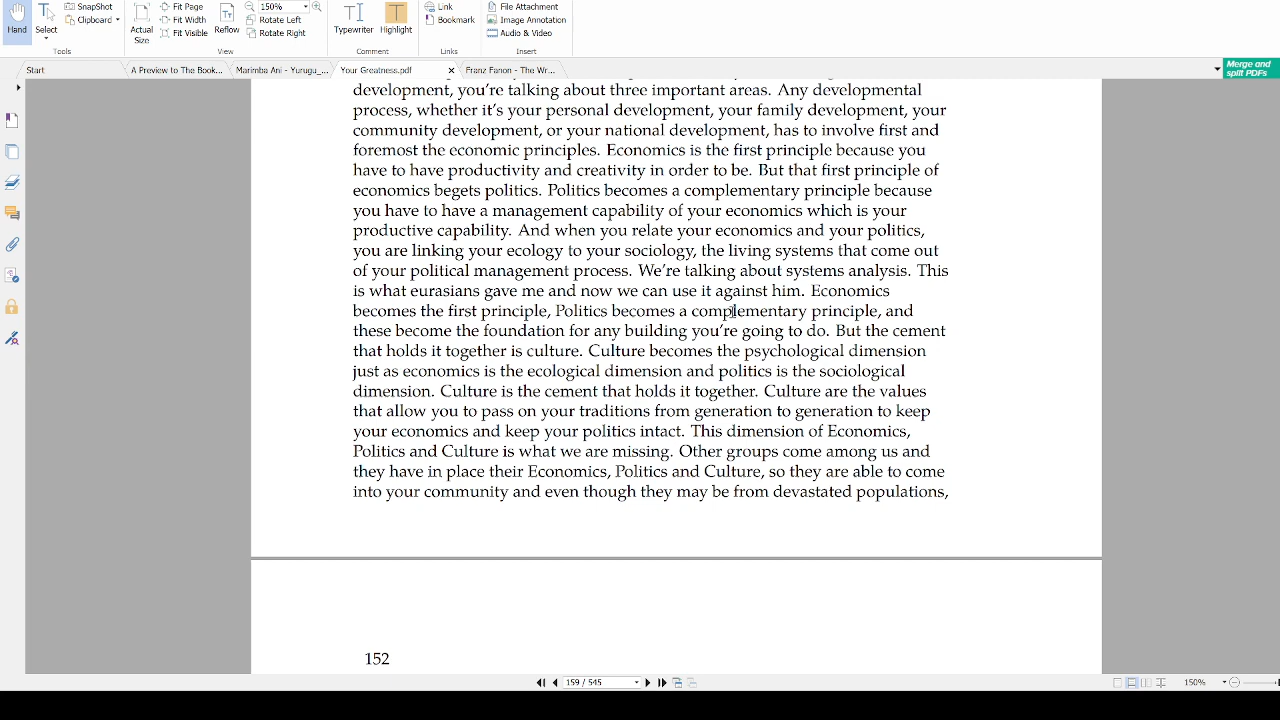 SnapShot
Clipboard
Hand
Select
Tools
Actual
Size
Fit Page
Fit Width
Fit Visible
Reflow
150%
Rotate Left
Rotate Right
View
Typewriter
Highlight
Comment
Link
Bookmark
Links
File Attachment
Image Annotation
Audio & Video
Insert
Start
A Preview to The Book...
Marimba Ani - Yurugu_...
Your Greatness.pdf
Franz Fanon - The Wr...
Merge and
split PDFs
development, you're talking about three important areas. Any developmental
process, whether it's your personal development, your family development, your
community development, or your national development, has to involve first and
foremost the economic principles. Economics is the first principle because you
have to have productivity and creativity in order to be. But that first principle of
economics begets politics. Politics becomes a complementary principle because
you have to have a management capability of your economics which is your
productive capability. And when you relate your economics and your politics,
you are linking your ecology to your sociology, the living systems that come out
of your political management process. We're talking about systems analysis. This
is what eurasians gave me and now we can use it against him. Economics
becomes the first principle, Politics becomes a complementary principle, and
these become the foundation for any building you're going to do. But the cement
that holds it together is culture. Culture becomes the psychological dimension
just as economics is the ecological dimension and politics is the sociological
dimension. Culture is the cement that holds it together. Culture are the values
that allow you to pass on your traditions from generation to generation to keep
your economics and keep your politics intact. This dimension of Economics,
Politics and Culture is what we are missing. Other groups come among us and
they have in place their Economics, Politics and Culture, so they are able to come
into your community and even though they may be from devastated populations,
152
159 / 545
150%